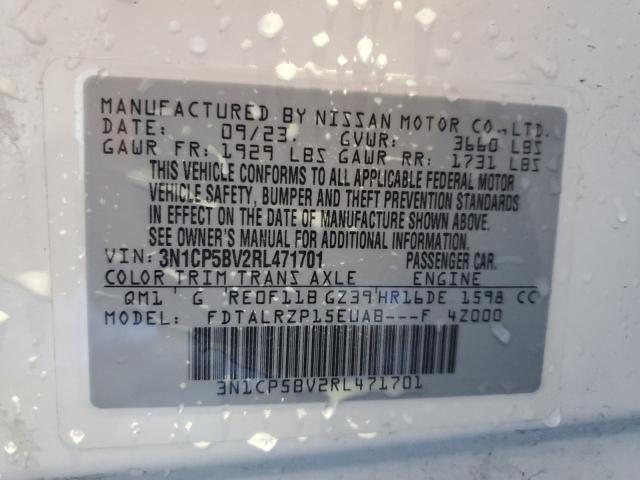 MANUFACTURED BY NISSAN MOTOR CO.,LTD.
DATE: 09/23. GVWR: 3660 LBS
GAWR FR: 1929 LBS GAWR RR: 1731 LBS
THIS VEHICLE CONFORMS TO ALL APPLICABLE FEDERAL MOTOR
VEHICLE SAFETY, BUMPER AND THEFT PREVENTION STANDARDS
IN EFFECT ON THE DATE OF MANUFACTURE SHOWN ABOVE.
SEE OWNER'S MANUAL FOR ADDITIONAL INFORMATION.
VIN: 3N1CP5BV2RL471701 PASSENGER CAR.
COLOR TRIM TRANS AXLE ENGINE
QM1 ' G RE0F11B GZ39'HR16DE 1598 CC
MODEL: FDTALRZP15EUAB---F 4Z000
3N1CP5BV2RL471701